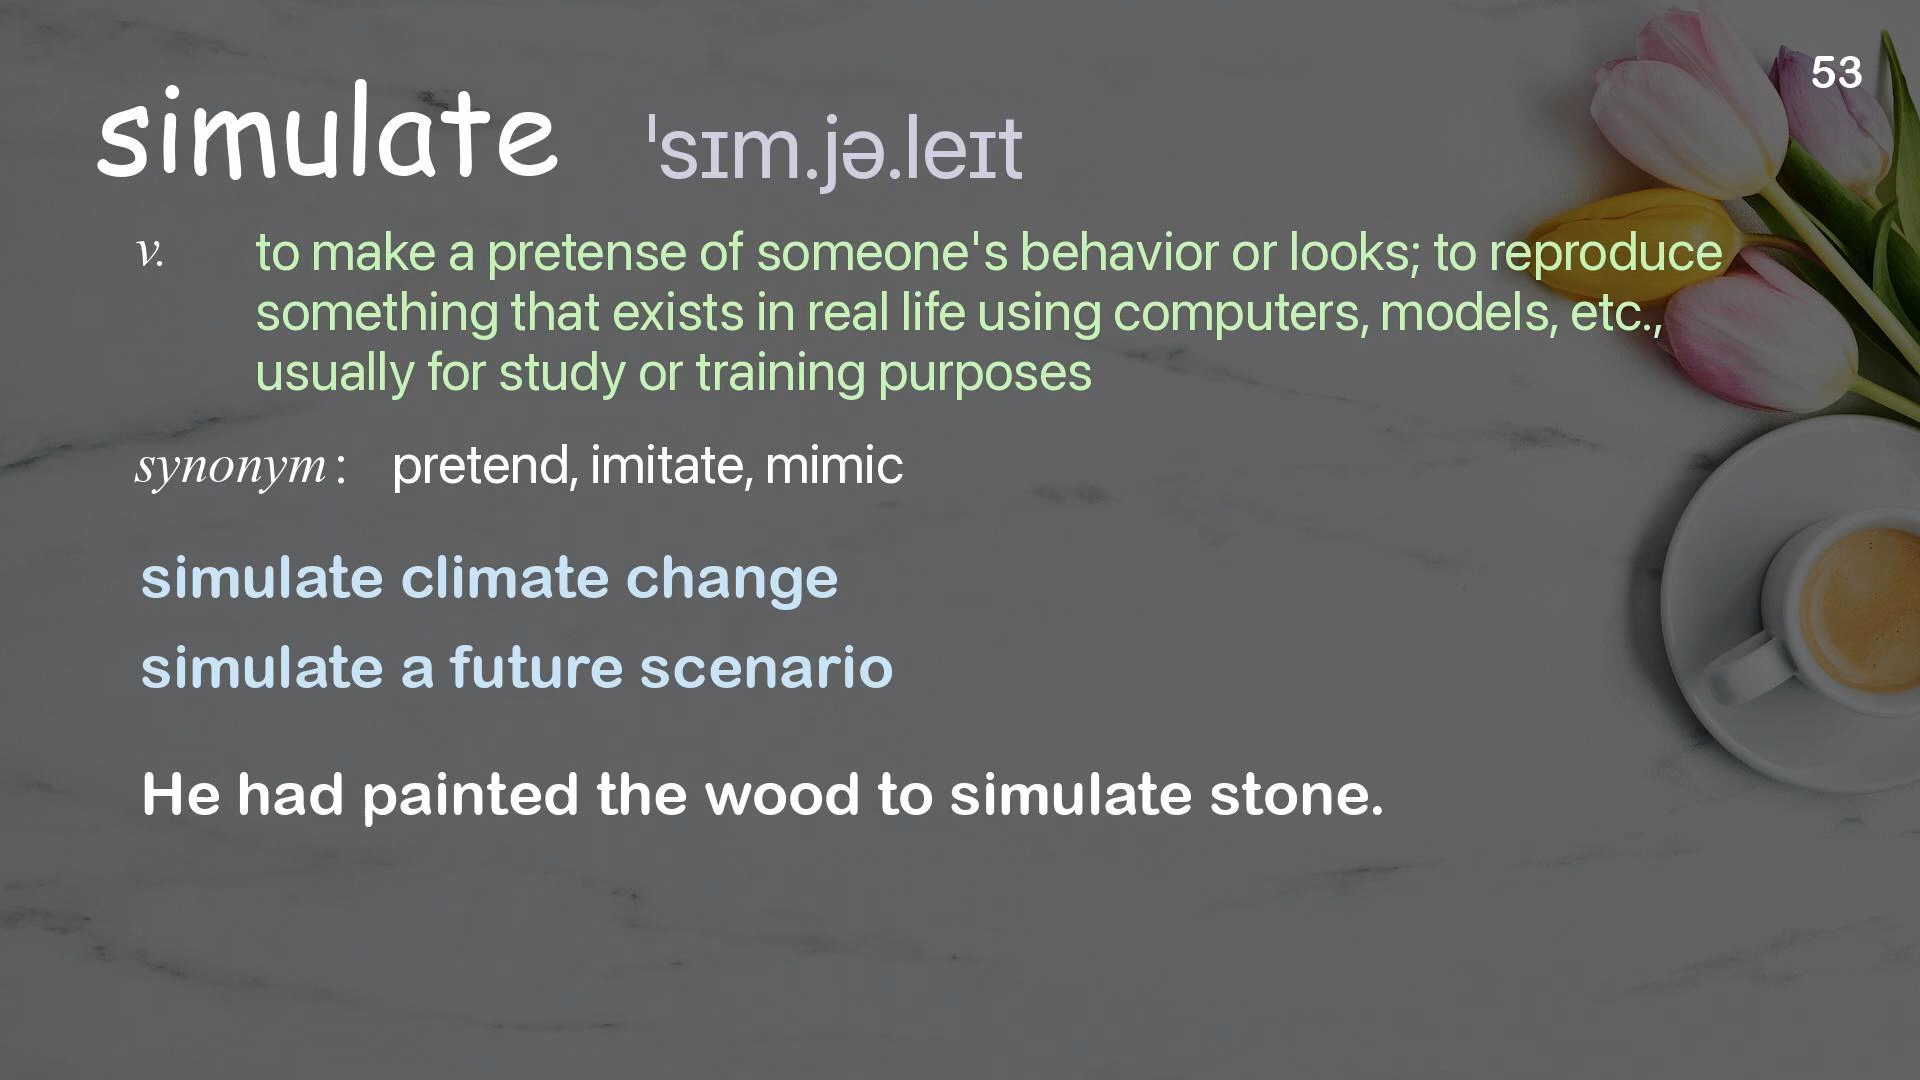 53
simulate ˈsɪm.jə.leɪt
v. to make a pretense of someone's behavior or looks; to reproduce
something that exists in real life using computers, models, etc.,
usually for study or training purposes
synonym : pretend, imitate, mimic
simulate climate change
simulate a future scenario
He had painted the wood to simulate stone.